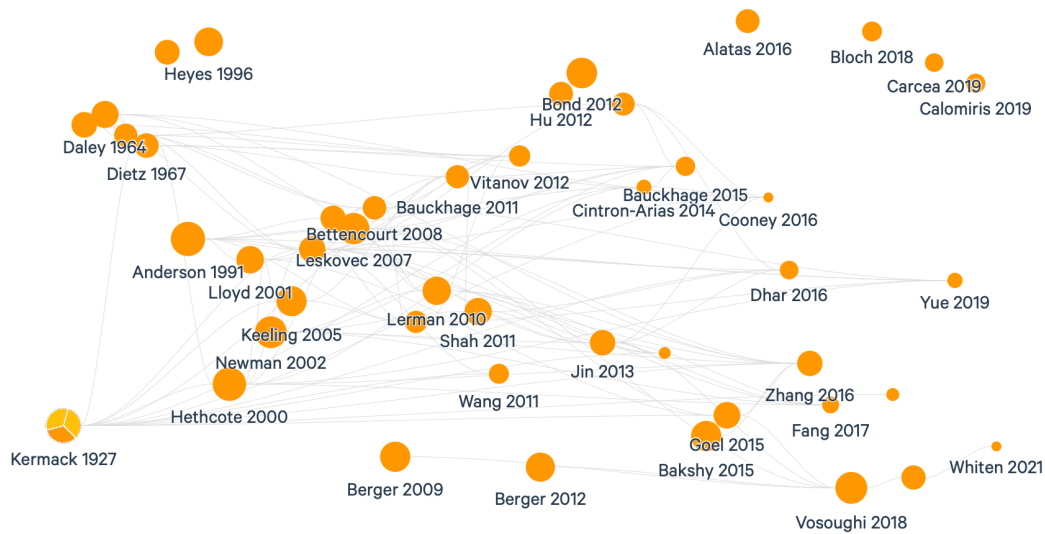 Alatas 2016
Bloch 2018
Heyes 1996
Carcea 2019
Bond 2012
Calomiris 2019
Hu 2012
Daley 1964
Dietz 1967
Vitanov 2012
Bauckhage 2015
Bauckhage 2011
Cintron-Arias 2014
Cooney 2016
Bettencourt 2008
Leskovec 2007
Anderson 1991
Lloyd 2001
Dhar 2016
Yue 2019
Lerman 2010
Keeling 2005
Shah 2011
Newman 2002
Jin 2013
Zhang 2016
Wang 2011
Hethcote 2000
Fang 2017
Goel 2015
Kermack 1927
Bakshy 2015
Whiten 2021
Berger 2009
Berger 2012
Vosoughi 2018